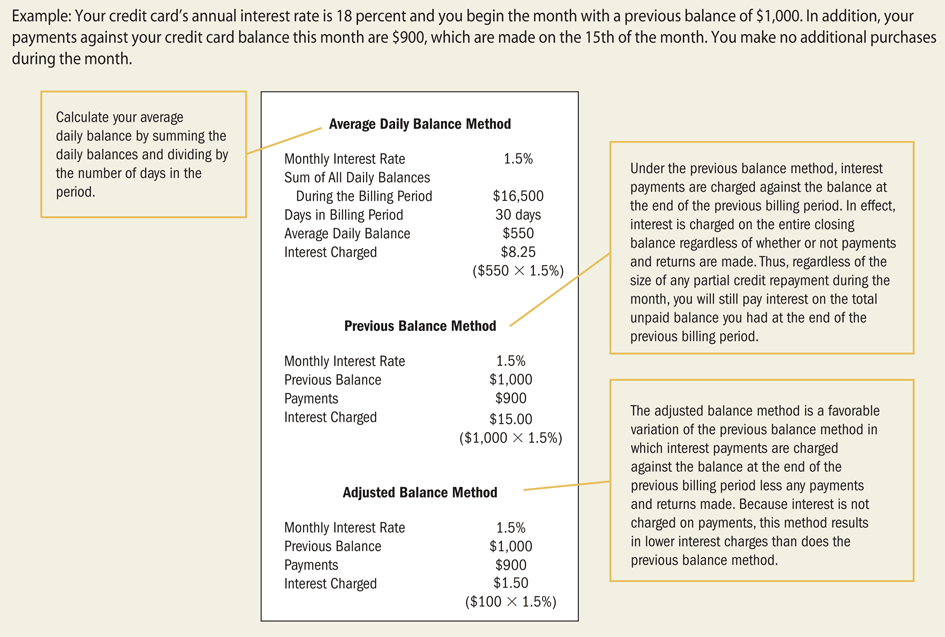 Example: Your credit card’s annual interest rate is 18 percent and you begin the month with a previous balance of $1,000. In addition, your
payments against your credit card balance this month are $900, which are made on the 15th of the month. You make no additional purchases
during the month.
Calculate your average
daily balance by summing the
daily balances and dividing by
the number of days in the
period.
Average Daily Balance Method
Monthly Interest Rate 1.5%
Sum of All Daily Balances
During the Billing Period $16,500
Days in Billing Period 30 days
Average Daily Balance $550
Interest Charged $8.25
($550 × 1.5%)
Under the previous balance method, interest
payments are charged against the balance at
the end of the previous billing period. In effect,
interest is charged on the entire closing
balance regardless of whether or not payments
and returns are made. Thus, regardless of the
size of any partial credit repayment during the
month, you will still pay interest on the total
unpaid balance you had at the end of the
previous billing period.
Previous Balance Method
Monthly Interest Rate 1.5%
Previous Balance $1,000
Payments $900
Interest Charged $15.00
($1,000 × 1.5%)
The adjusted balance method is a favorable
variation of the previous balance method in
which interest payments are charged
against the balance at the end of the
previous billing period less any payments
and returns made. Because interest is not
charged on payments, this method results
in lower interest charges than does the
previous balance method.
Adjusted Balance Method
Monthly Interest Rate 1.5%
Previous Balance $1,000
Payments $900
Interest Charged $1.50
($100 × 1.5%)